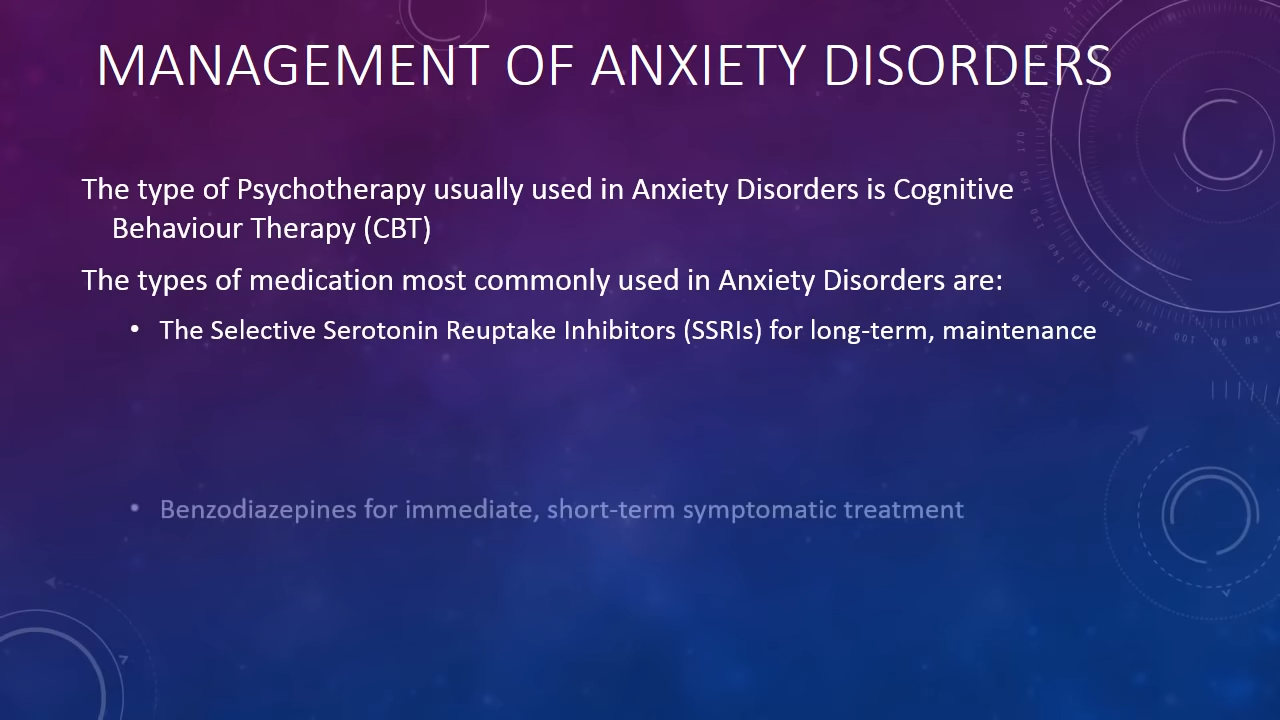 MANAGEMENT OF ANXIETY DISORDERS
The type of Psychotherapy usually used in Anxiety Disorders is Cognitive
Behaviour Therapy (CBT)
The types of medication most commonly used in Anxiety Disorders are:
• The Selective Serotonin Reuptake Inhibitors (SSRIs) for long-term, maintenance
• Benzodiazepines for immediate, short-term symptomatic treatment